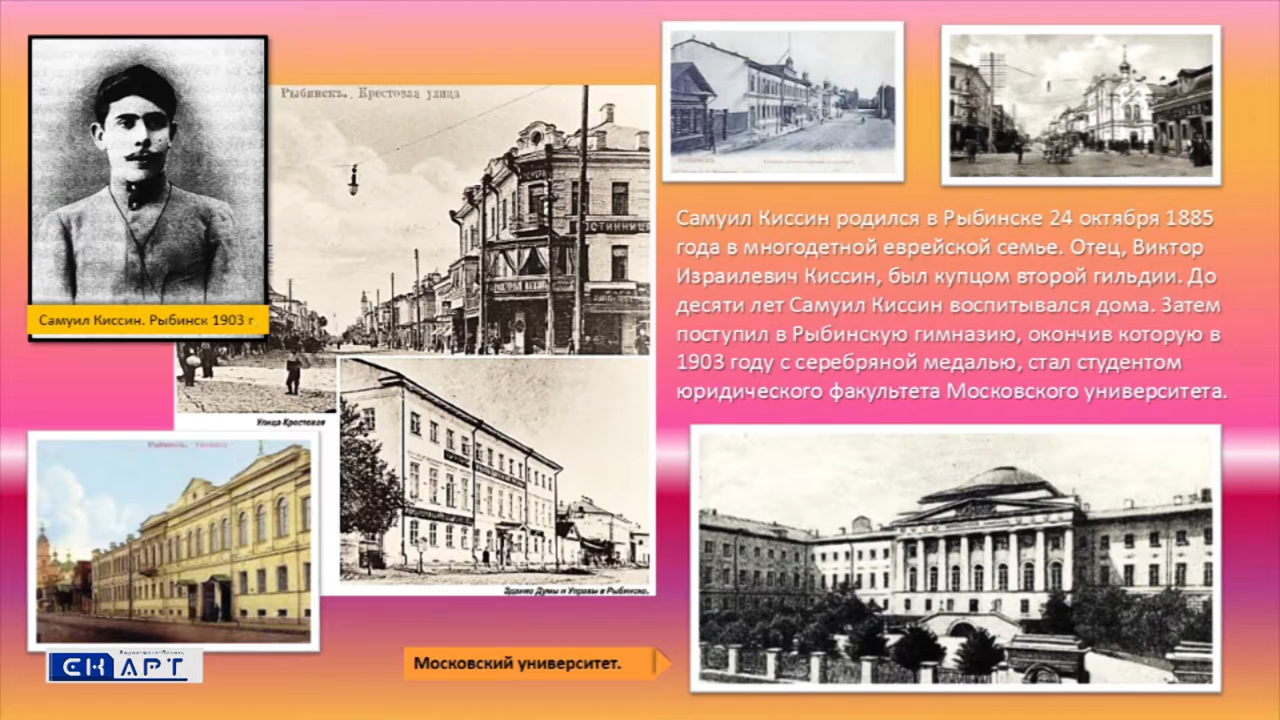 Рыбинскъ. Крестовая улица
ГОСТИННИЦА
Самуил Киссин. Рыбинск 1903 г.
Самуил Киссин родился в Рыбинске 24 октября 1885
года в многодетной еврейской семье. Отец, Виктор
Израилевич Киссин, был купцом второй гильдии. До
десяти лет Самуил Киссин воспитывался дома. Затем
поступил в Рыбинскую гимназию, окончив которую в
1903 году с серебряной медалью, стал студентом
юридического факультета Московского университета.
Улица Крестовая
Рыбинскъ.
Здание Думы и Управы в Рыбинске.
СК АРТ
Московский университет.